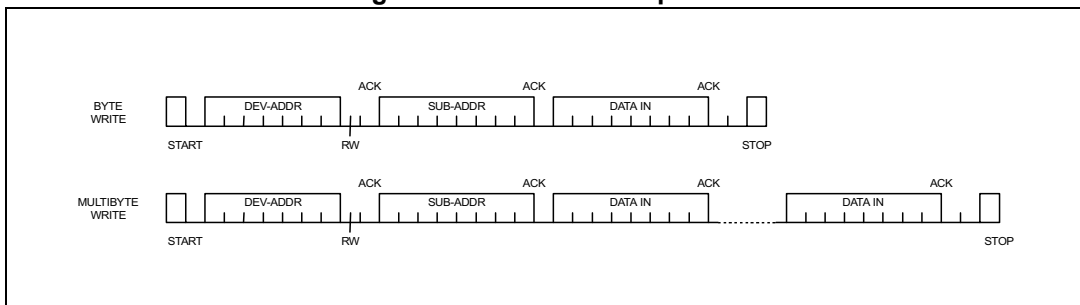 ACK ACK ACK
BYTE
WRITE
DEV-ADDR SUB-ADDR DATA IN
START RW STOP
ACK ACK ACK ACK
MULTIBYTE
WRITE
DEV-ADDR SUB-ADDR DATA IN DATA IN
START RW STOP